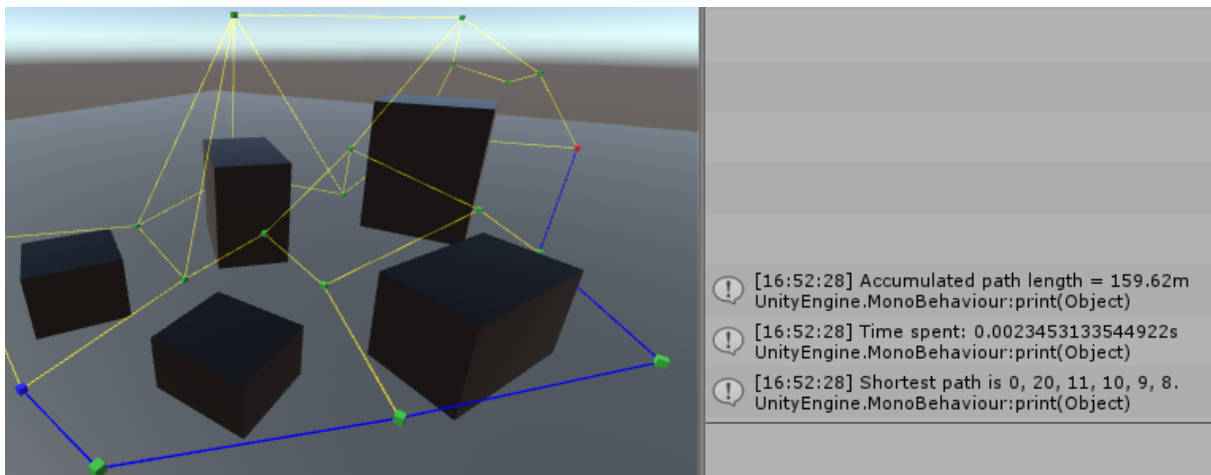 [16:52:28] Accumulated path length = 159.62m
UnityEngine.MonoBehaviour:print(Object)
[16:52:28] Time spent: 0.0023453133544922s
UnityEngine.MonoBehaviour:print(Object)
[16:52:28] Shortest path is 0, 20, 11, 10, 9, 8.
UnityEngine.MonoBehaviour:print(Object)